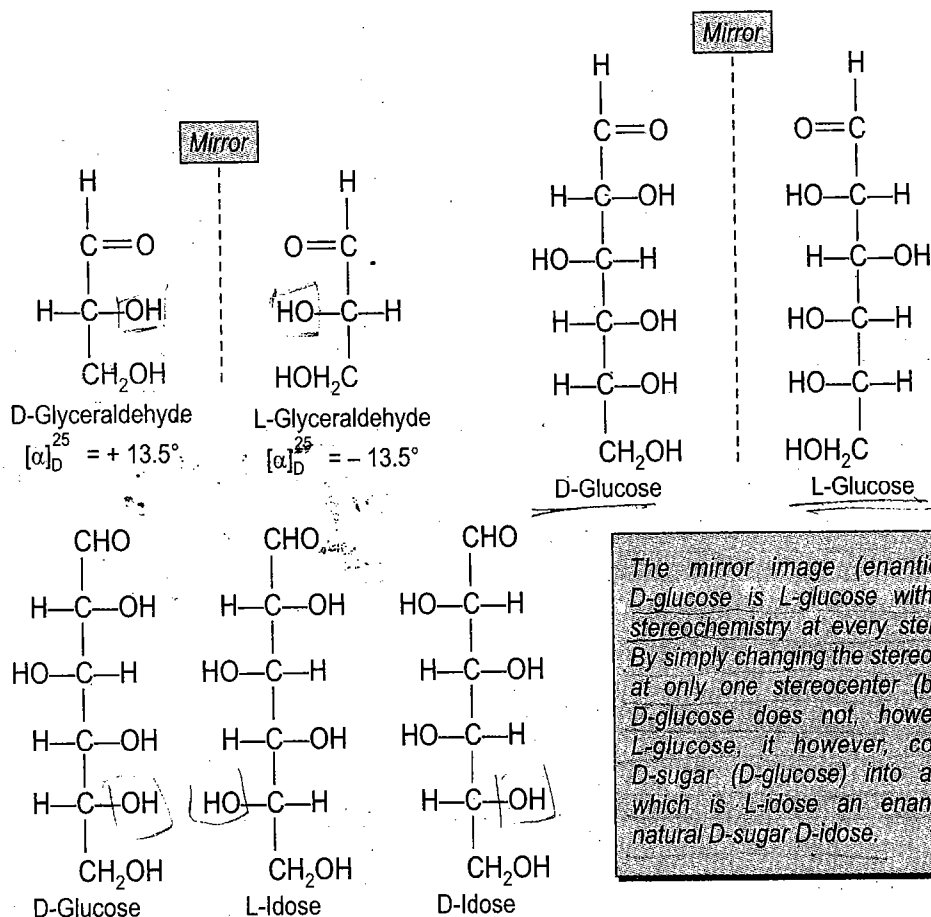 Mirror
H
C=O
H—C—OH
CH₂OH
D-Glyceraldehyde
[α]D25 = + 13.5°
H
O=C
HO—C—H
HOH₂C
L-Glyceraldehyde
[α]D25 = – 13.5°
Mirror
H
C=O
H—C—OH
HO—C—H
H—C—OH
H—C—OH
CH₂OH
D-Glucose
H
O=C
HO—C—H
H—C—OH
HO—C—H
HO—C—H
HOH₂C
L-Glucose
CHO
H—C—OH
HO—C—H
H—C—OH
H—C—OH
CH₂OH
D-Glucose
CHO
H—C—OH
HO—C—H
H—C—OH
HO—C—H
CH₂OH
L-Idose
CHO
HO—C—H
H—C—OH
HO—C—H
H—C—OH
CH₂OH
D-Idose
The mirror image (enantio
D-glucose is L-glucose with
stereochemistry at every ste
By simply changing the stereo
at only one stereocenter (b
D-glucose does not, howe
L-glucose, it however, co
D-sugar (D-glucose) into a
which is L-idose an enan
natural D-sugar D-idose.